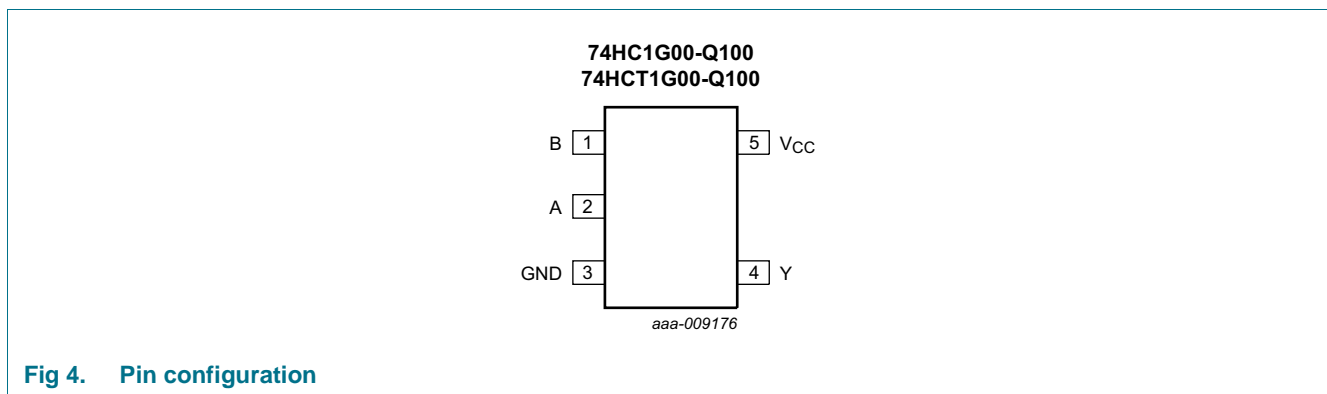 74HC1G00-Q100
74HCT1G00-Q100
B 1 5 VCC
A 2
GND 3 4 Y
aaa-009176
Fig 4. Pin configuration